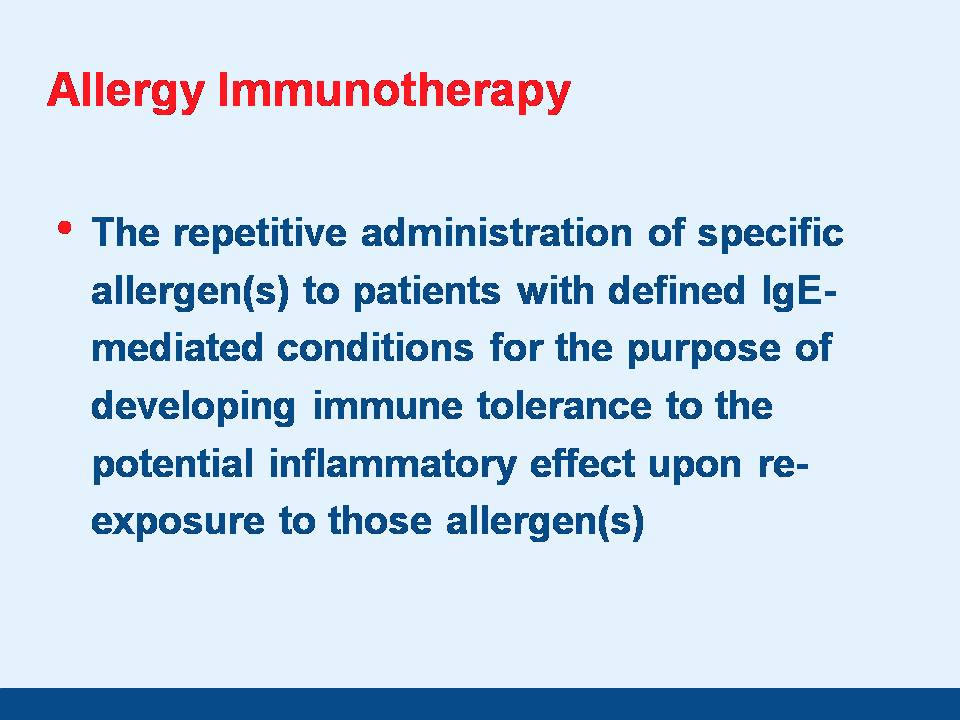 Allergy Immunotherapy
• The repetitive administration of specific
allergen(s) to patients with defined IgE-
mediated conditions for the purpose of
developing immune tolerance to the
potential inflammatory effect upon re-
exposure to those allergen(s)